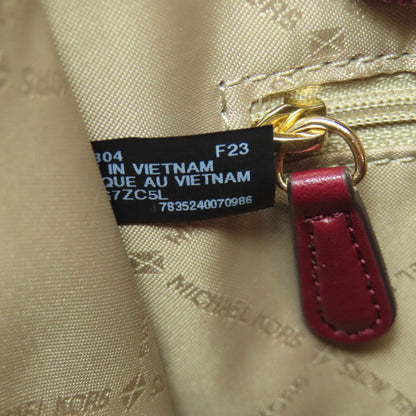 304 F23
IN VIETNAM
QUE AU VIETNAM
7ZC5L
7835240070986
MICHAEL KORS
MICHAEL KORS